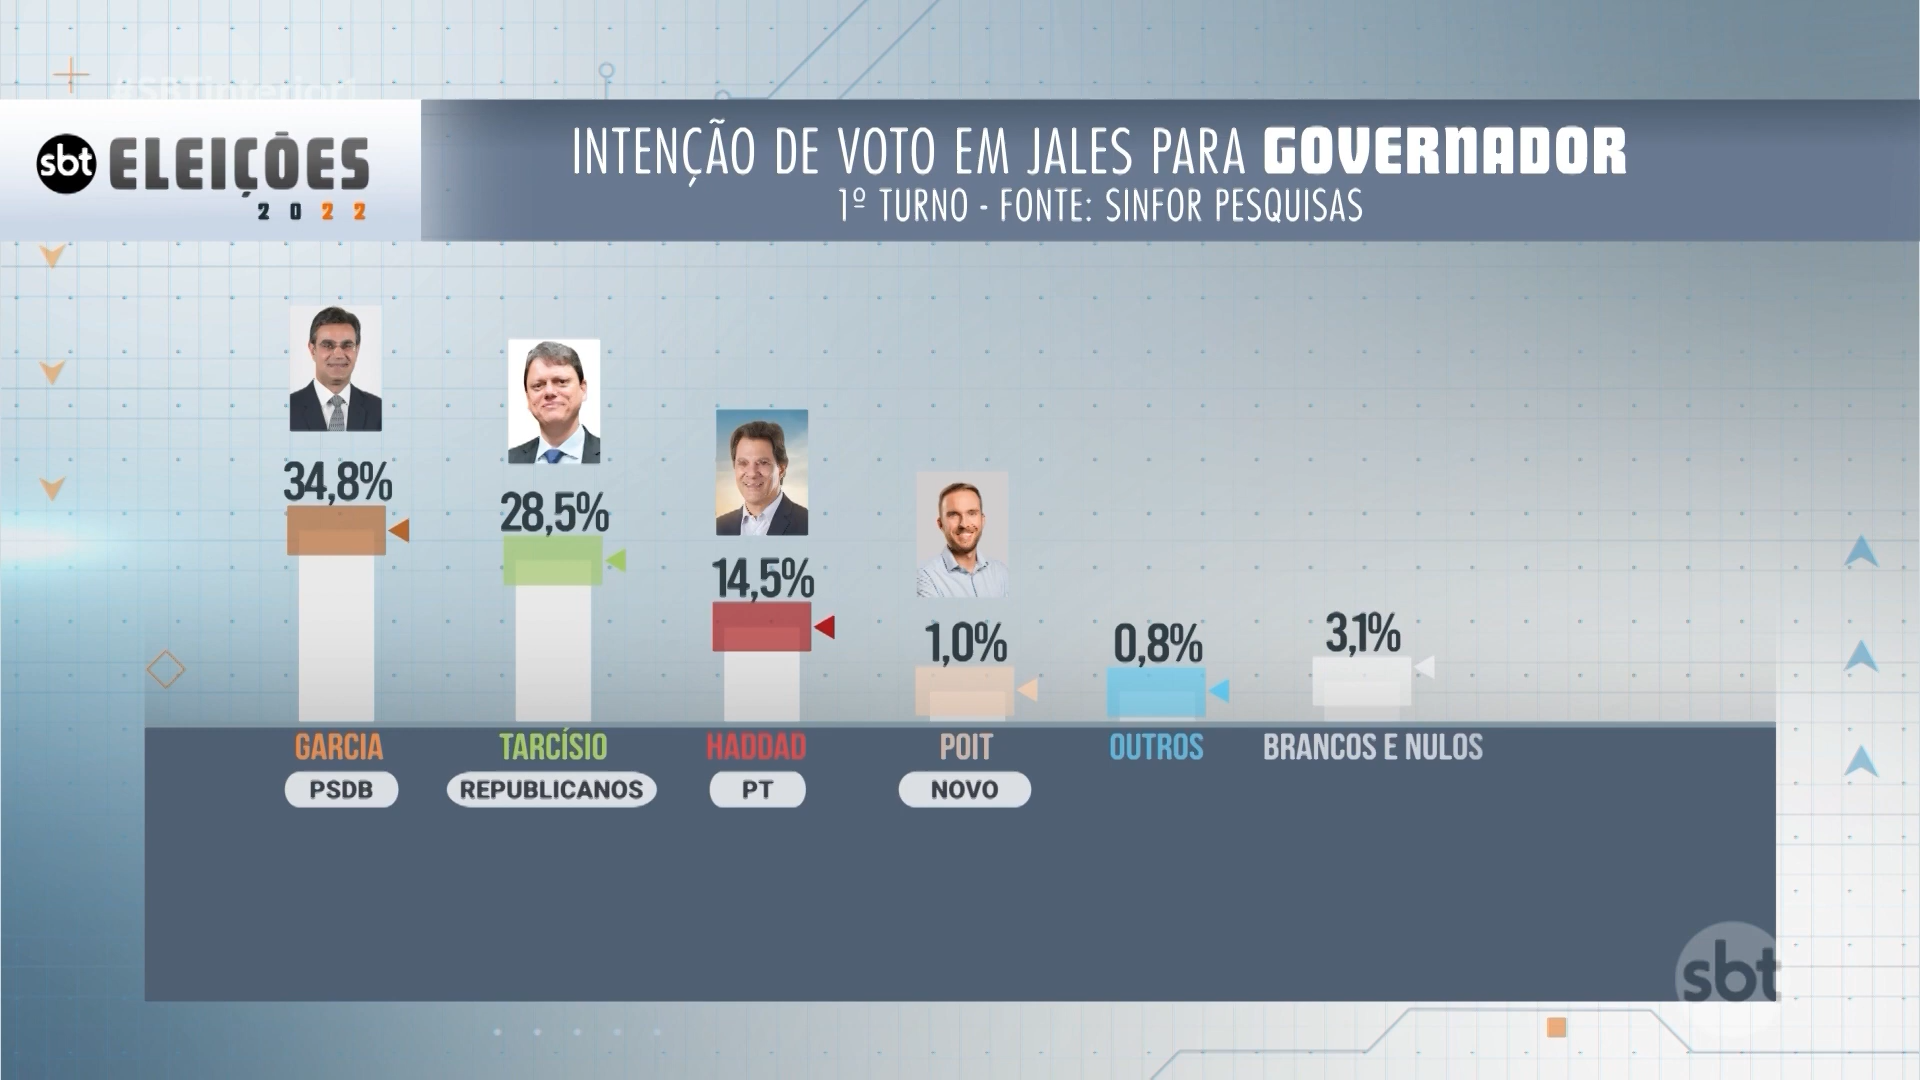 #SBTinterior1
sbt ELEIÇÕES
2022
INTENÇÃO DE VOTO EM JALES PARA GOVERNADOR
1º TURNO - FONTE: SINFOR PESQUISAS
34,8%
28,5%
14,5%
1,0%
0,8%
3,1%
GARCIA
TARCÍSIO
HADDAD
POIT
OUTROS
BRANCOS E NULOS
PSDB
REPUBLICANOS
PT
NOVO
sbt